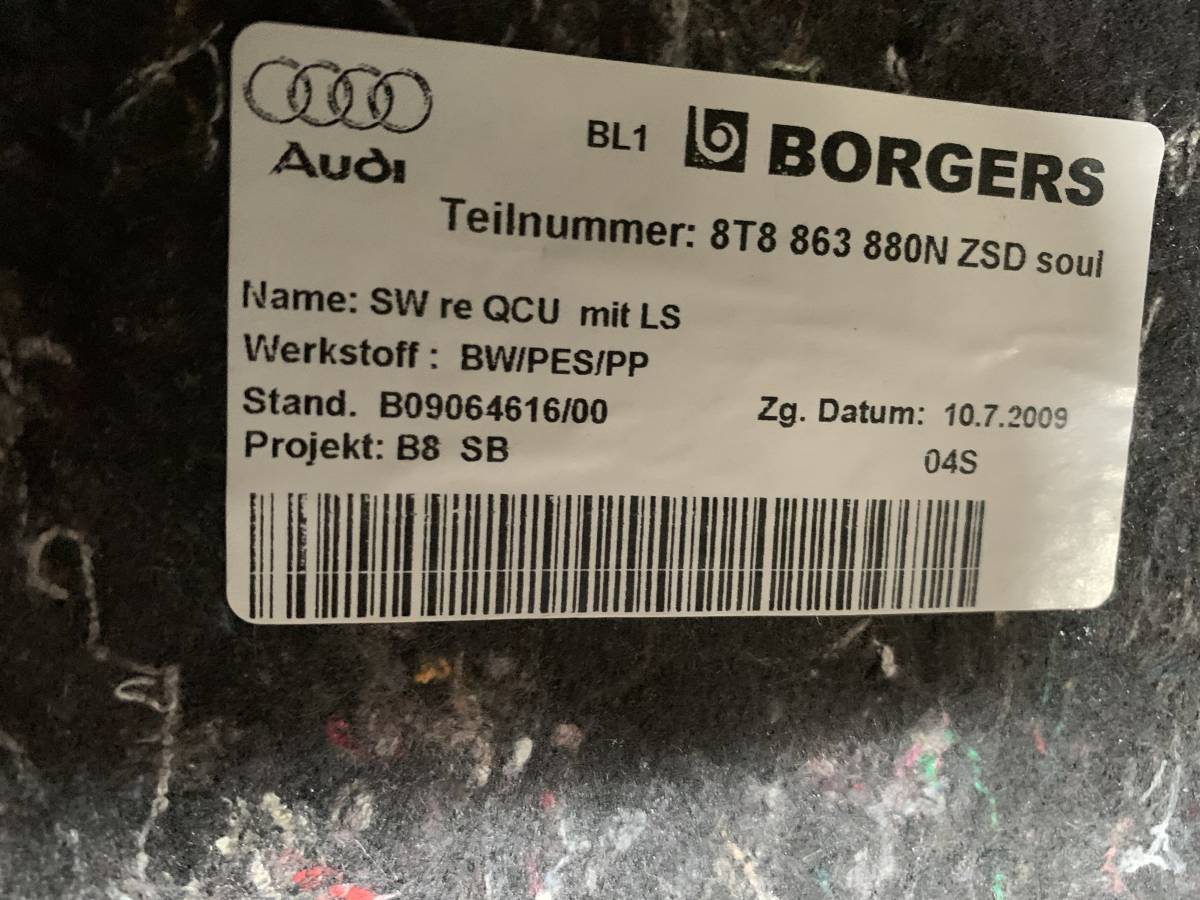 Audi
BL1 BORGERS
Teilnummer: 8T8 863 880N ZSD soul
Name: SW re QCU mit LS
Werkstoff : BW/PES/PP
Stand. B09064616/00 Zg. Datum: 10.7.2009
Projekt: B8 SB 04S